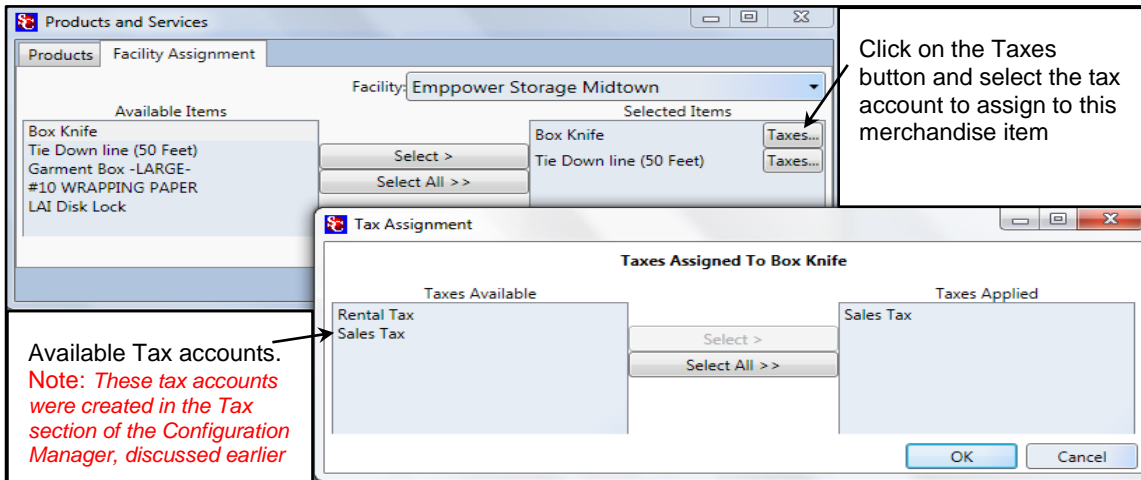 Products and Services
Products Facility Assignment
Facility: Emppower Storage Midtown
Available Items
Box Knife
Tie Down line (50 Feet)
Garment Box -LARGE-
#10 WRAPPING PAPER
LAI Disk Lock
Select >
Select All >>
Selected Items
Box Knife Taxes...
Tie Down line (50 Feet) Taxes...
Click on the Taxes
button and select the tax
account to assign to this
merchandise item
Tax Assignment
Taxes Assigned To Box Knife
Taxes Available
Rental Tax
Sales Tax
Select >
Select All >>
Taxes Applied
Sales Tax
OK Cancel
Available Tax accounts.
Note: These tax accounts
were created in the Tax
section of the Configuration
Manager, discussed earlier